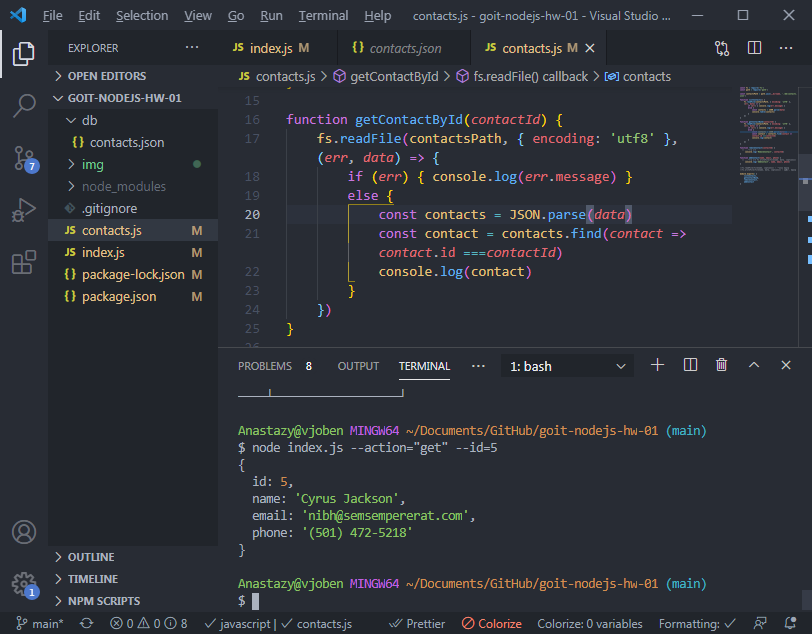 File Edit Selection View Go Run Terminal Help contacts.js - goit-nodejs-hw-01 - Visual Studio ...
EXPLORER ...
OPEN EDITORS
GOIT-NODEJS-HW-01
db
{} contacts.json
img
node_modules
.gitignore
JS contacts.js M
JS index.js M
{} package-lock.json M
{} package.json M
OUTLINE
TIMELINE
NPM SCRIPTS
7
1
JS index.js M {} contacts.json JS contacts.js M
JS contacts.js > getContactById > fs.readFile() callback > contacts
15
16 function getContactById(contactId) {
17 fs.readFile(contactsPath, { encoding: 'utf8' },
(err, data) => {
18 if (err) { console.log(err.message) }
19 else {
20 const contacts = JSON.parse(data)
21 const contact = contacts.find(contact =>
contact.id ===contactId)
22 console.log(contact)
23 }
24 })
25 }
26
PROBLEMS 8 OUTPUT TERMINAL ... 1: bash
Anastazy@vjoben MINGW64 ~/Documents/GitHub/goit-nodejs-hw-01 (main)
$ node index.js --action="get" --id=5
{
id: 5,
name: 'Cyrus Jackson',
email: 'nibh@semsempererat.com',
phone: '(501) 472-5218'
}
Anastazy@vjoben MINGW64 ~/Documents/GitHub/goit-nodejs-hw-01 (main)
$
main* 0 0 8 javascript | contacts.js Prettier Colorize Colorize: 0 variables Formatting: